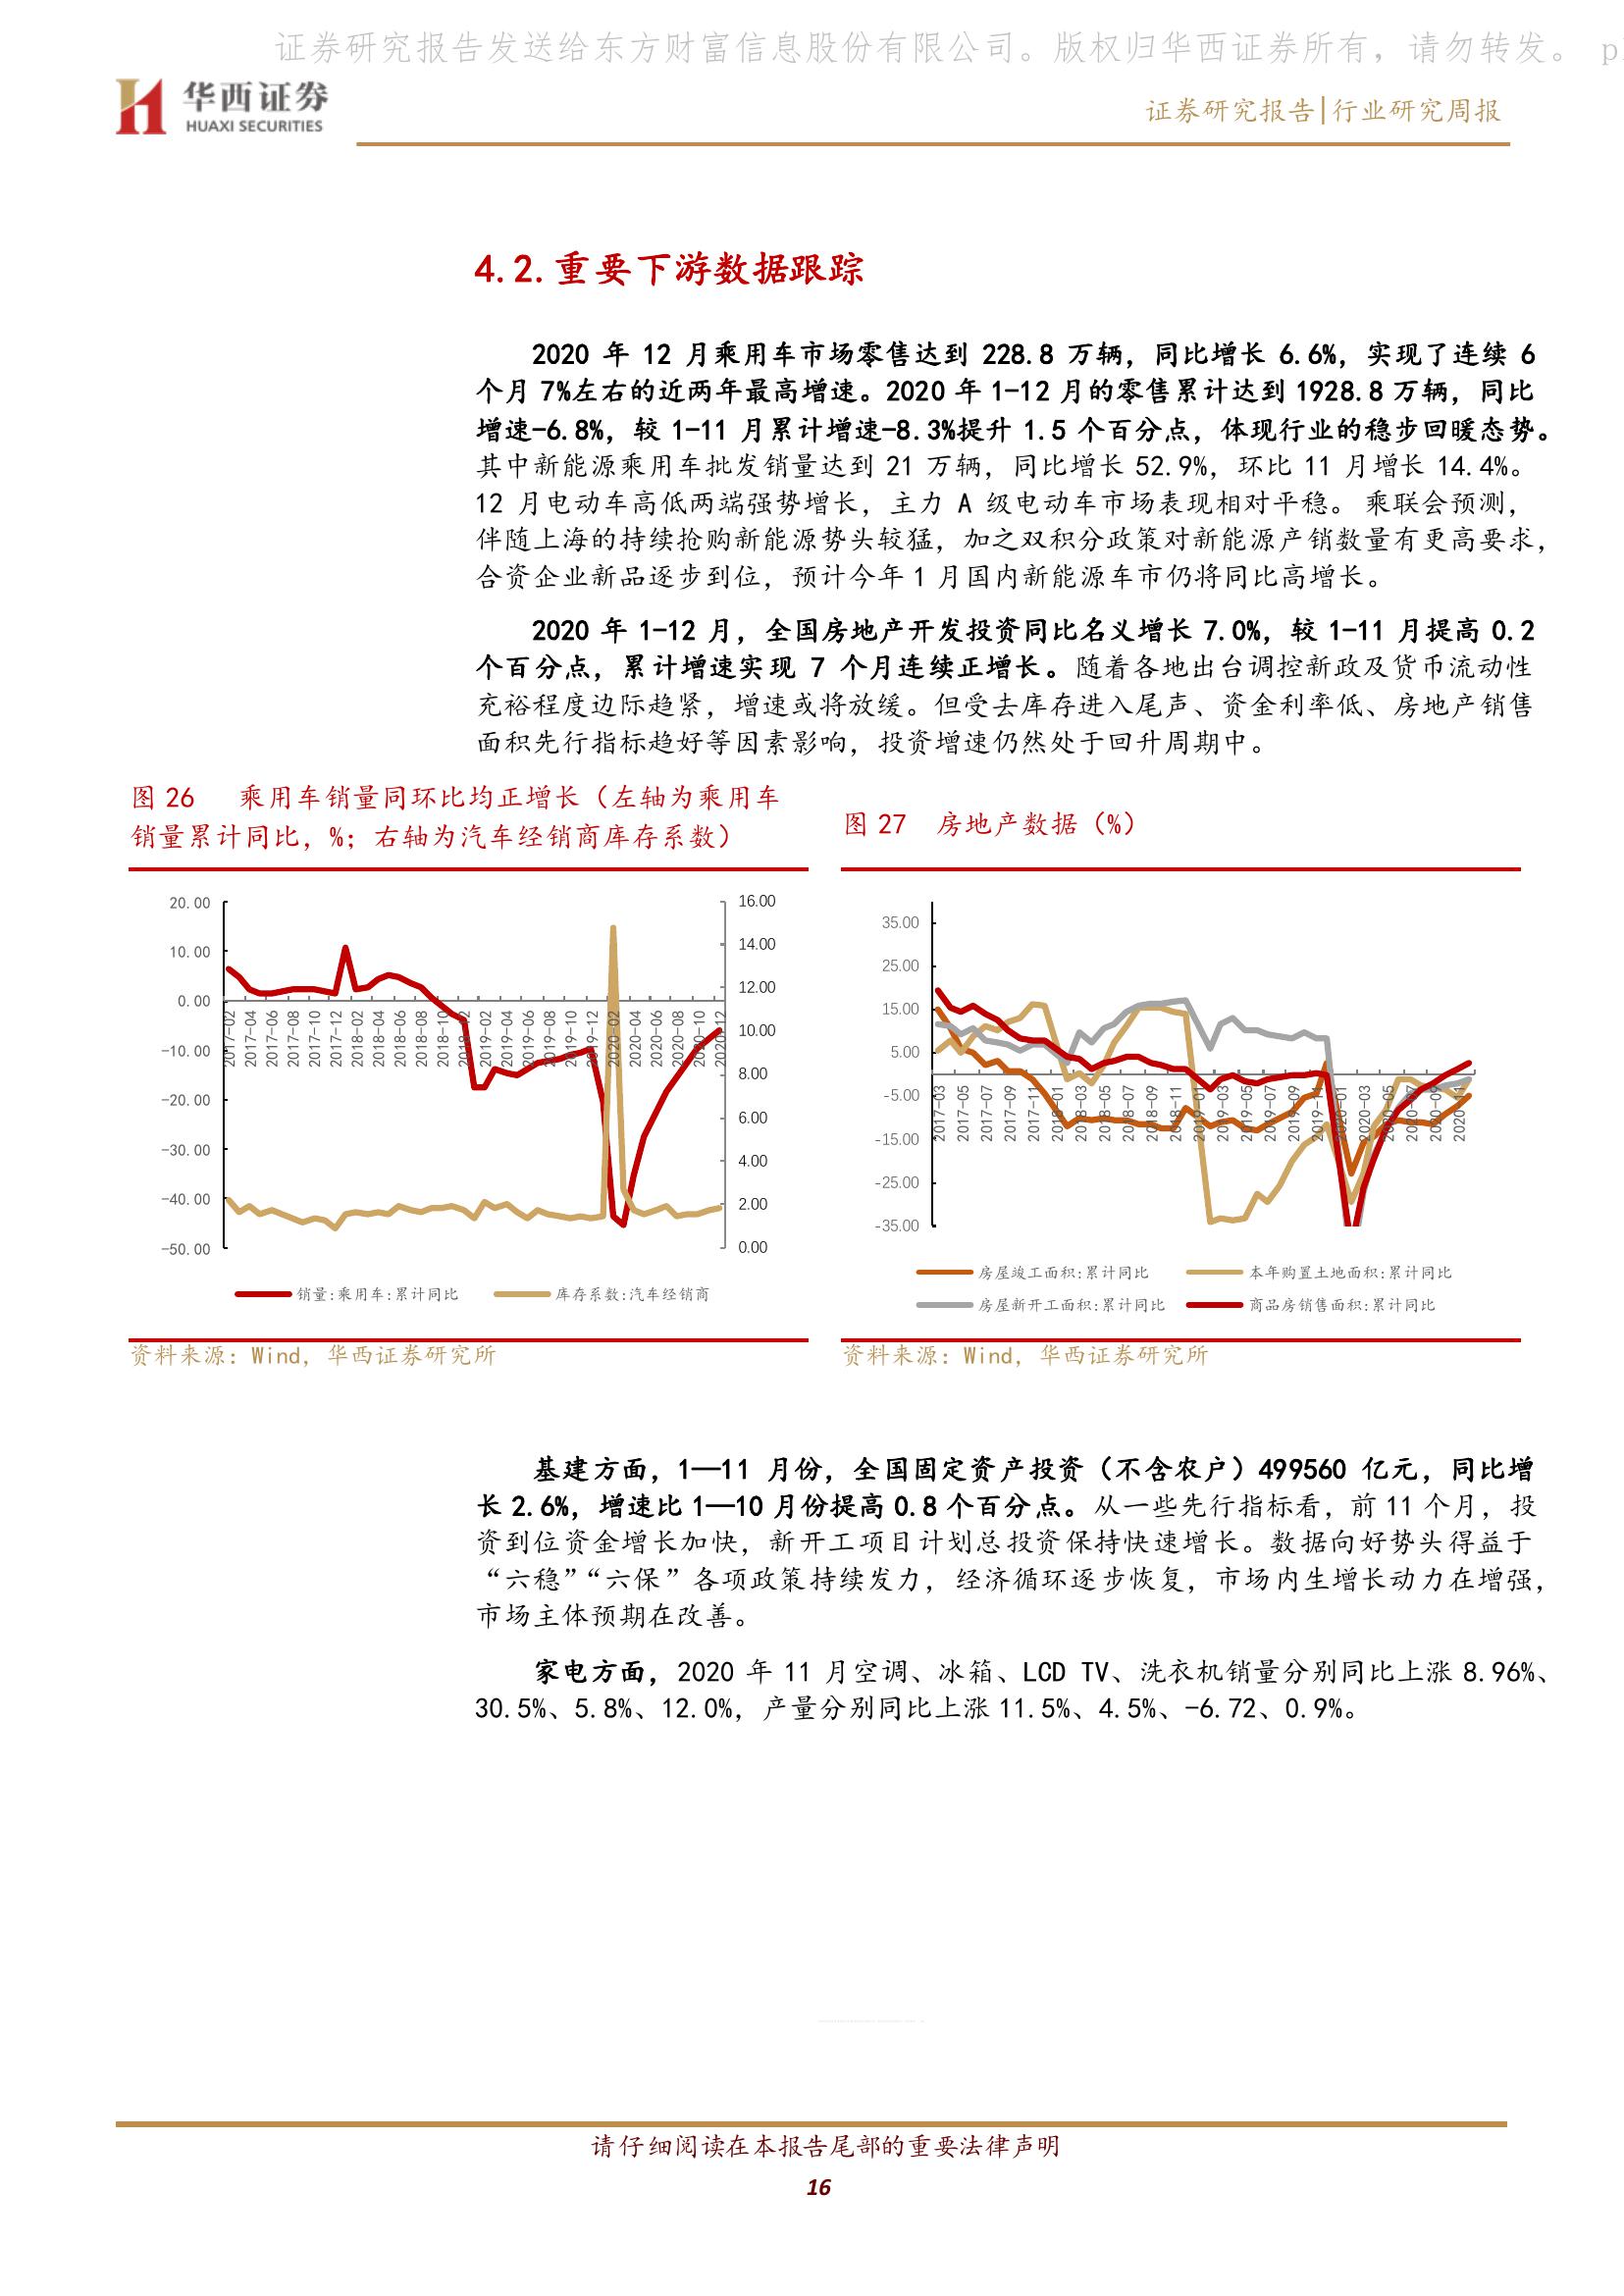 证券研究报告发送给东方财富信息股份有限公司。版权归华西证券所有，请勿转发。 p
华西证券
HUAXI SECURITIES
证券研究报告|行业研究周报
4.2.重要下游数据跟踪
2020 年 12 月乘用车市场零售达到 228.8 万辆，同比增长 6.6%，实现了连续 6
个月 7%左右的近两年最高增速。2020 年 1-12 月的零售累计达到 1928.8 万辆，同比
增速-6.8%，较 1-11 月累计增速-8.3%提升 1.5 个百分点，体现行业的稳步回暖态势。
其中新能源乘用车批发销量达到 21 万辆，同比增长 52.9%，环比 11 月增长 14.4%。
12 月电动车高低两端强势增长，主力 A 级电动车市场表现相对平稳。 乘联会预测，
伴随上海的持续抢购新能源势头较猛，加之双积分政策对新能源产销数量有更高要求，
合资企业新品逐步到位，预计今年 1 月国内新能源车市仍将同比高增长。
2020 年 1-12 月，全国房地产开发投资同比名义增长 7.0%，较 1-11 月提高 0.2
个百分点，累计增速实现 7 个月连续正增长。随着各地出台调控新政及货币流动性
充裕程度边际趋紧，增速或将放缓。但受去库存进入尾声、资金利率低、房地产销售
面积先行指标趋好等因素影响，投资增速仍然处于回升周期中。
图 26 乘用车销量同环比均正增长（左轴为乘用车
销量累计同比，%；右轴为汽车经销商库存系数）
20.00
10.00
0.00
-10.00
-20.00
-30.00
-40.00
-50.00
16.00
14.00
12.00
10.00
8.00
6.00
4.00
2.00
0.00
2017-02
2017-04
2017-06
2017-08
2017-10
2017-12
2018-02
2018-04
2018-06
2018-08
2018-10
2018-12
2019-02
2019-04
2019-06
2019-08
2019-10
2019-12
2020-02
2020-04
2020-06
2020-08
2020-10
2020-12
销量:乘用车:累计同比
库存系数:汽车经销商
资料来源：Wind，华西证券研究所
图 27 房地产数据（%）
35.00
25.00
15.00
5.00
-5.00
-15.00
-25.00
-35.00
2017-03
2017-05
2017-07
2017-09
2017-11
2018-01
2018-03
2018-05
2018-07
2018-09
2018-11
2019-01
2019-03
2019-05
2019-07
2019-09
2019-11
2020-01
2020-03
2020-05
2020-07
2020-09
2020-11
房屋竣工面积:累计同比
本年购置土地面积:累计同比
房屋新开工面积:累计同比
商品房销售面积:累计同比
资料来源：Wind，华西证券研究所
基建方面，1—11 月份，全国固定资产投资（不含农户）499560 亿元，同比增
长 2.6%，增速比 1—10 月份提高 0.8 个百分点。从一些先行指标看，前 11 个月，投
资到位资金增长加快，新开工项目计划总投资保持快速增长。数据向好势头得益于
“六稳”“六保”各项政策持续发力，经济循环逐步恢复，市场内生增长动力在增强，
市场主体预期在改善。
家电方面，2020 年 11 月空调、冰箱、LCD TV、洗衣机销量分别同比上涨 8.96%、
30.5%、5.8%、12.0%，产量分别同比上涨 11.5%、4.5%、-6.72、0.9%。
请仔细阅读在本报告尾部的重要法律声明
16